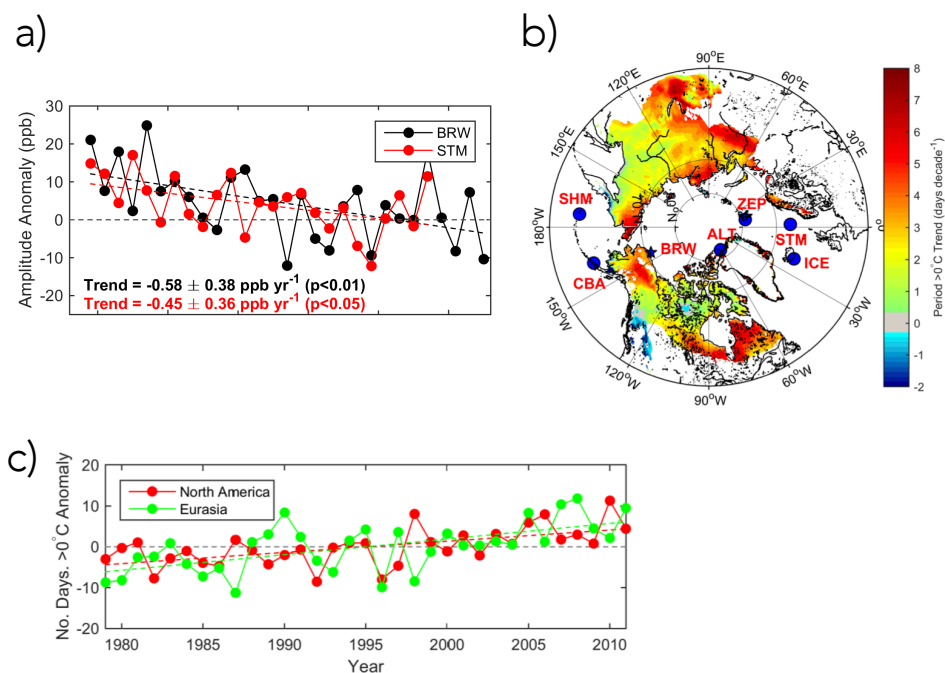 a)
30
20
10
0
-10
-20
Amplitude Anomaly (ppb)
BRW
STM
Trend = -0.58 ± 0.38 ppb yr⁻¹ (p<0.01)
Trend = -0.45 ± 0.36 ppb yr⁻¹ (p<0.05)
b)
90°E
120°E
60°E
150°E
30°E
180°W
0°
150°W
30°W
120°W
60°W
90°W
70°N
80°N
SHM
ZEP
ALT
STM
BRW
ICE
CBA
8
7
6
5
4
3
2
1
0
-1
-2
Period >0°C Trend (days decade⁻¹)
c)
20
10
0
-10
-20
No. Days. >0°C Anomaly
North America
Eurasia
1980
1985
1990
1995
2000
2005
2010
Year